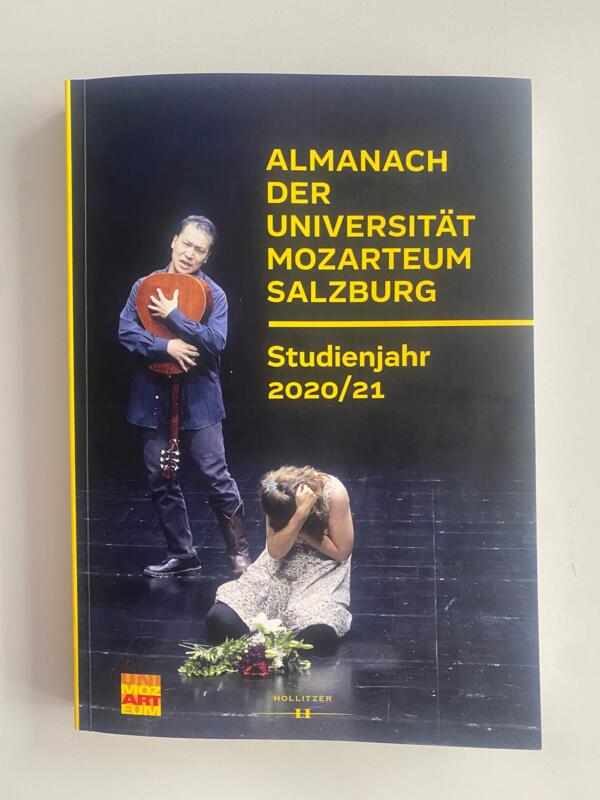 ALMANACH
DER
UNIVERSITÄT
MOZARTEUM
SALZBURG
Studienjahr
2020/21
UNI
MOZ
ART
EUM
HOLLITZER
H